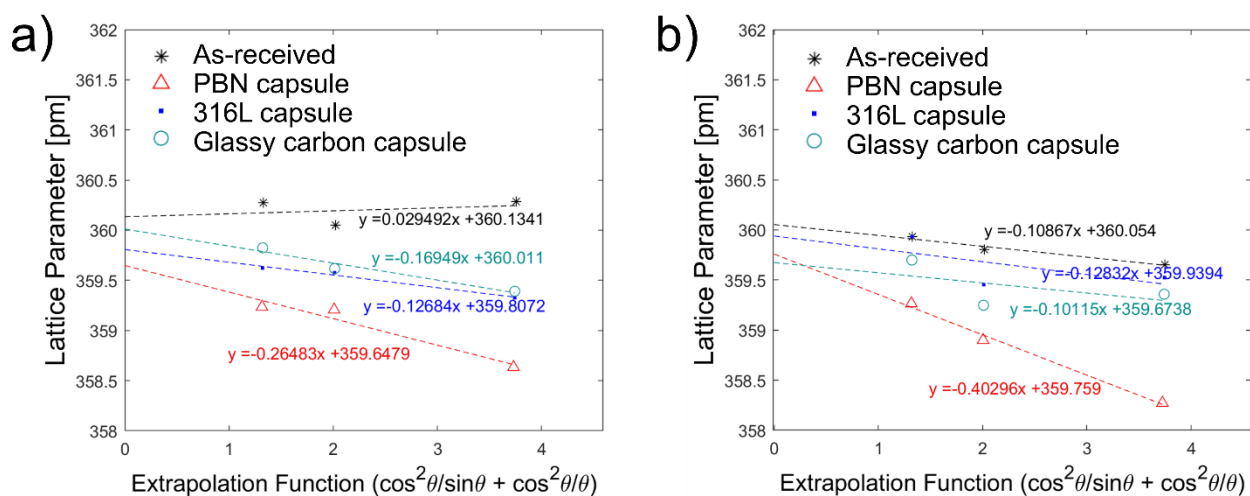 a)
362
361.5
361
360.5
360
359.5
359
358.5
358
Lattice Parameter [pm]
As-received
PBN capsule
316L capsule
Glassy carbon capsule
y =0.029492x +360.1341
y =-0.16949x +360.011
y =-0.12684x +359.8072
y =-0.26483x +359.6479
0 1 2 3 4
Extrapolation Function (cos²θ/sinθ + cos²θ/θ)
b)
362
361.5
361
360.5
360
359.5
359
358.5
358
Lattice Parameter [pm]
As-received
PBN capsule
316L capsule
Glassy carbon capsule
y =-0.10867x +360.054
y =-0.12832x +359.9394
y =-0.10115x +359.6738
y =-0.40296x +359.759
0 1 2 3 4
Extrapolation Function (cos²θ/sinθ + cos²θ/θ)